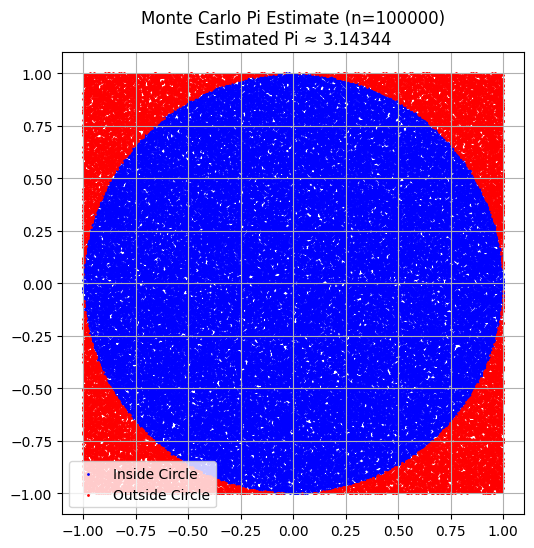 Monte Carlo Pi Estimate (n=100000)
Estimated Pi ≈ 3.14344
1.00
0.75
0.50
0.25
0.00
−0.25
−0.50
−0.75
−1.00
Inside Circle
Outside Circle
−1.00 −0.75 −0.50 −0.25 0.00 0.25 0.50 0.75 1.00